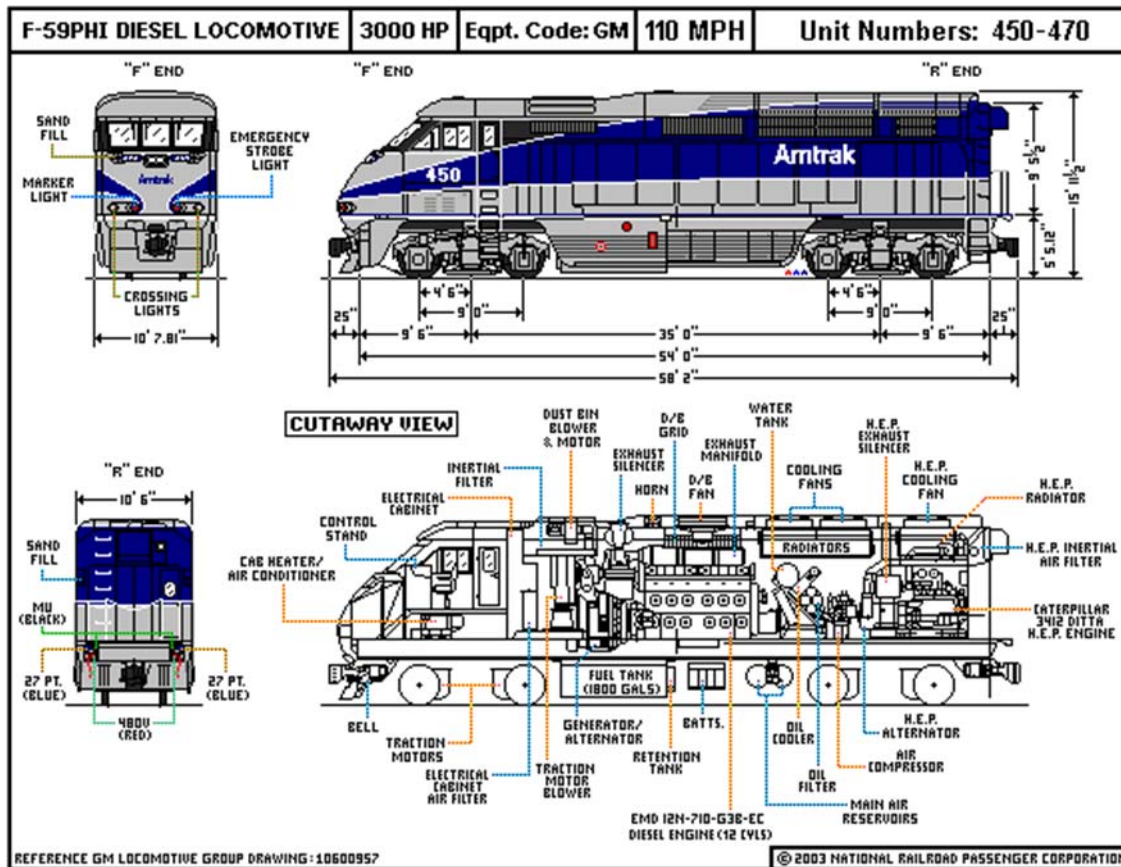 F-59PHI DIESEL LOCOMOTIVE
3000 HP
Eqpt. Code: GM
110 MPH
Unit Numbers: 450-470
"F" END
"F" END
"R" END
SAND
FILL
EMERGENCY
STROBE
LIGHT
MARKER
LIGHT
Amtrak
CROSSING
LIGHTS
10' 7.81"
450
Amtrak
9' 5½"
15' 11½"
5' 5.12"
4' 6"
9' 0"
4' 6"
9' 0"
25"
9' 6"
35' 0"
9' 6"
25"
54' 0"
58' 2"
CUTAWAY VIEW
"R" END
10' 6"
SAND
FILL
MU
(BLACK)
27 PT.
(BLUE)
27 PT.
(BLUE)
480V
(RED)
DUST BIN
BLOWER
& MOTOR
INERTIAL
FILTER
ELECTRICAL
CABINET
CONTROL
STAND
CAB HEATER/
AIR CONDITIONER
EXHAUST
SILENCER
D/B
GRID
HORN
D/B
FAN
EXHAUST
MANIFOLD
WATER
TANK
COOLING
FANS
H.E.P.
EXHAUST
SILENCER
H.E.P.
COOLING
FAN
H.E.P.
RADIATOR
H.E.P. INERTIAL
AIR FILTER
CATERPILLAR
3412 DITTA
H.E.P. ENGINE
RADIATORS
FUEL TANK
(1800 GALS)
BELL
TRACTION
MOTORS
ELECTRICAL
CABINET
AIR FILTER
GENERATOR/
ALTERNATOR
TRACTION
MOTOR
BLOWER
RETENTION
TANK
BATTS.
EMD 12N-710-G3B-EC
DIESEL ENGINE (12 CYLS)
OIL
COOLER
OIL
FILTER
MAIN AIR
RESERVOIRS
AIR
COMPRESSOR
H.E.P.
ALTERNATOR
REFERENCE GM LOCOMOTIVE GROUP DRAWING: 10600957
© 2003 NATIONAL RAILROAD PASSENGER CORPORATION